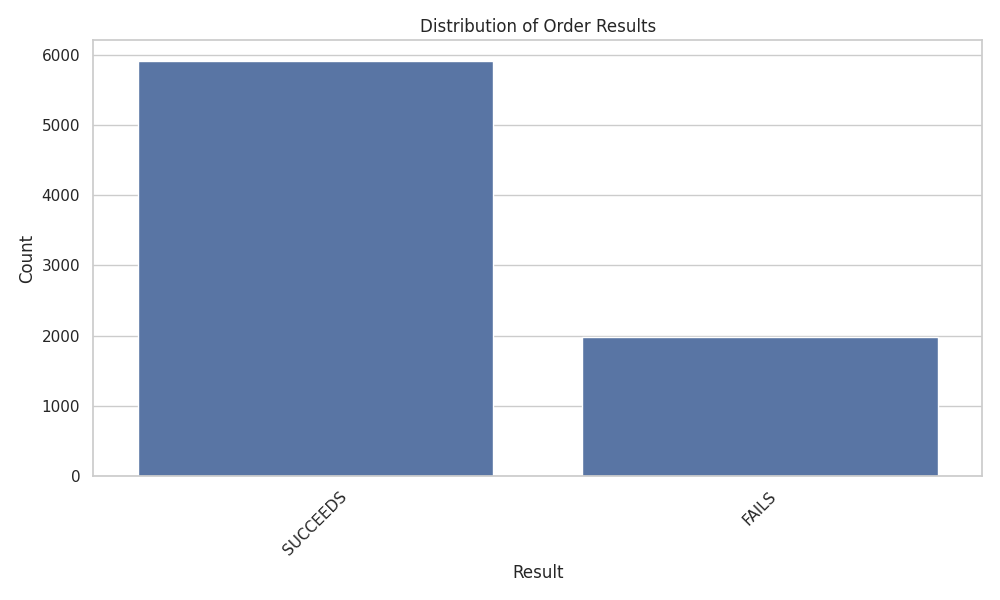 Distribution of Order Results
Count
6000
5000
4000
3000
2000
1000
0
SUCCEEDS
FAILS
Result